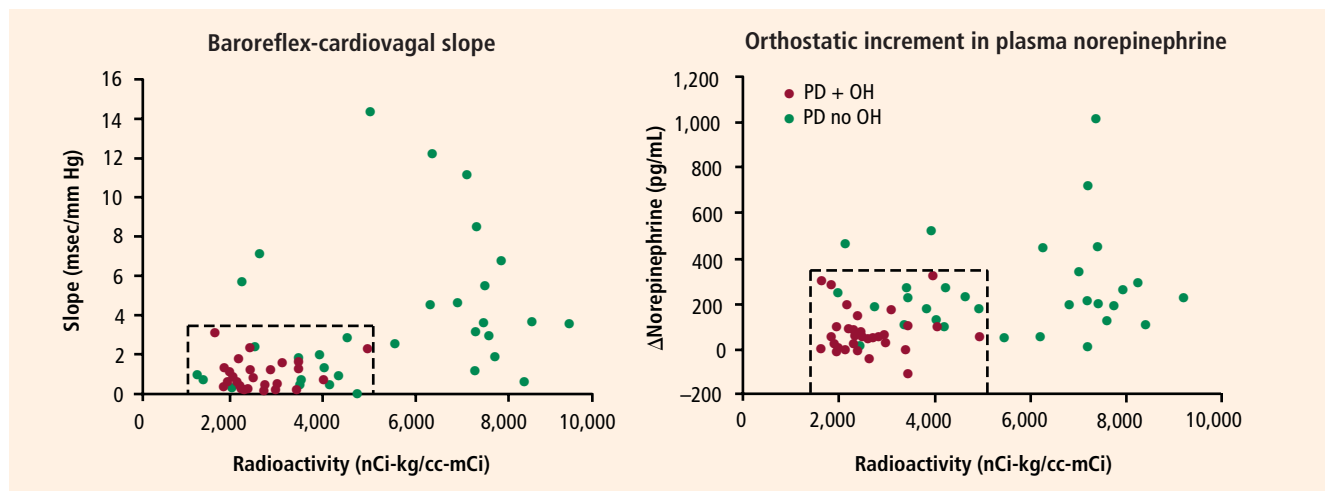 Baroreflex-cardiovagal slope
16
14
12
10
8
6
4
2
0
Slope (msec/mm Hg)
0 2,000 4,000 6,000 8,000 10,000
Radioactivity (nCi-kg/cc-mCi)
Orthostatic increment in plasma norepinephrine
PD + OH
PD no OH
1,200
1,000
800
600
400
200
0
–200
ΔNorepinephrine (pg/mL)
0 2,000 4,000 6,000 8,000 10,000
Radioactivity (nCi-kg/cc-mCi)